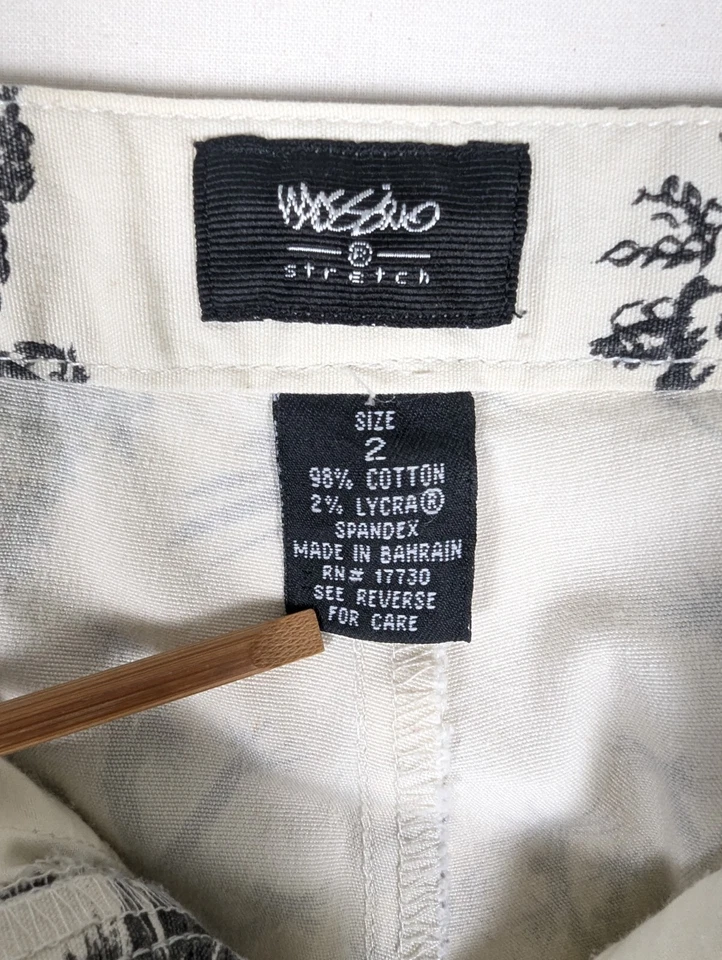 Mossimo
®
stretch
SIZE
2
98% COTTON
2% LYCRA®
SPANDEX
MADE IN BAHRAIN
RN# 17730
SEE REVERSE
FOR CARE